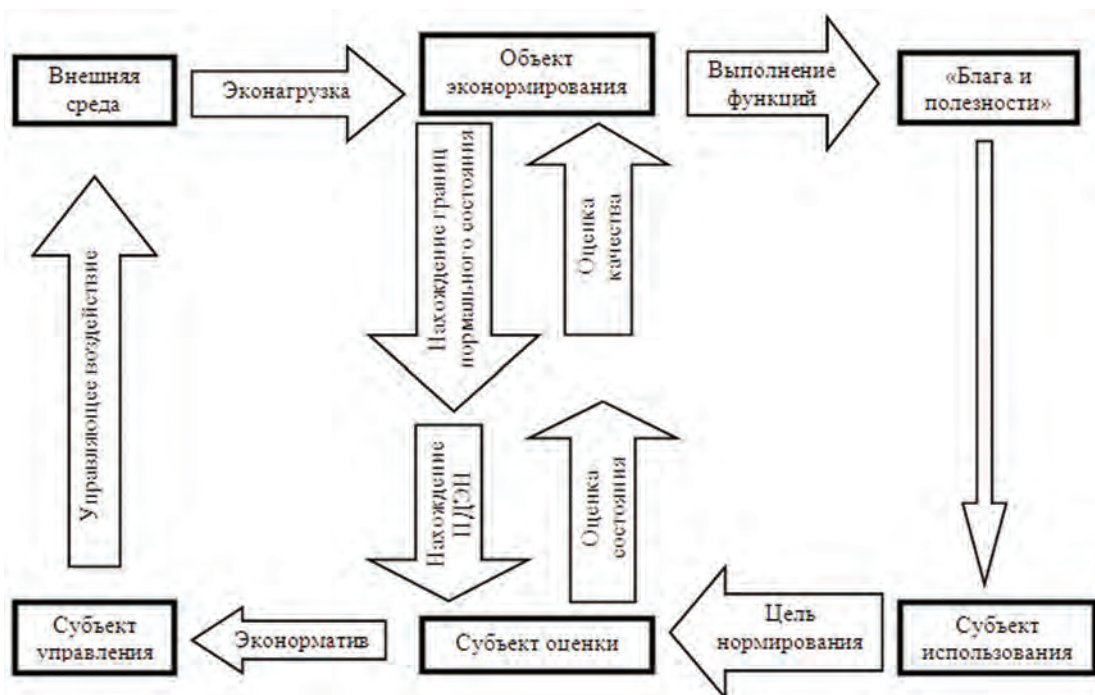 Внешняя
среда
Эконагрузка
Объект
эконормирования
Выполнение
функций
«Блага и
полезности»
Управляющее воздействие
Нахождение границ
нормального состояния
Оценка
качества
Нахождение
ПДЭН
Оценка
состояния
Субъект
управления
Эконорматив
Субъект оценки
Цель
нормирования
Субъект
использования